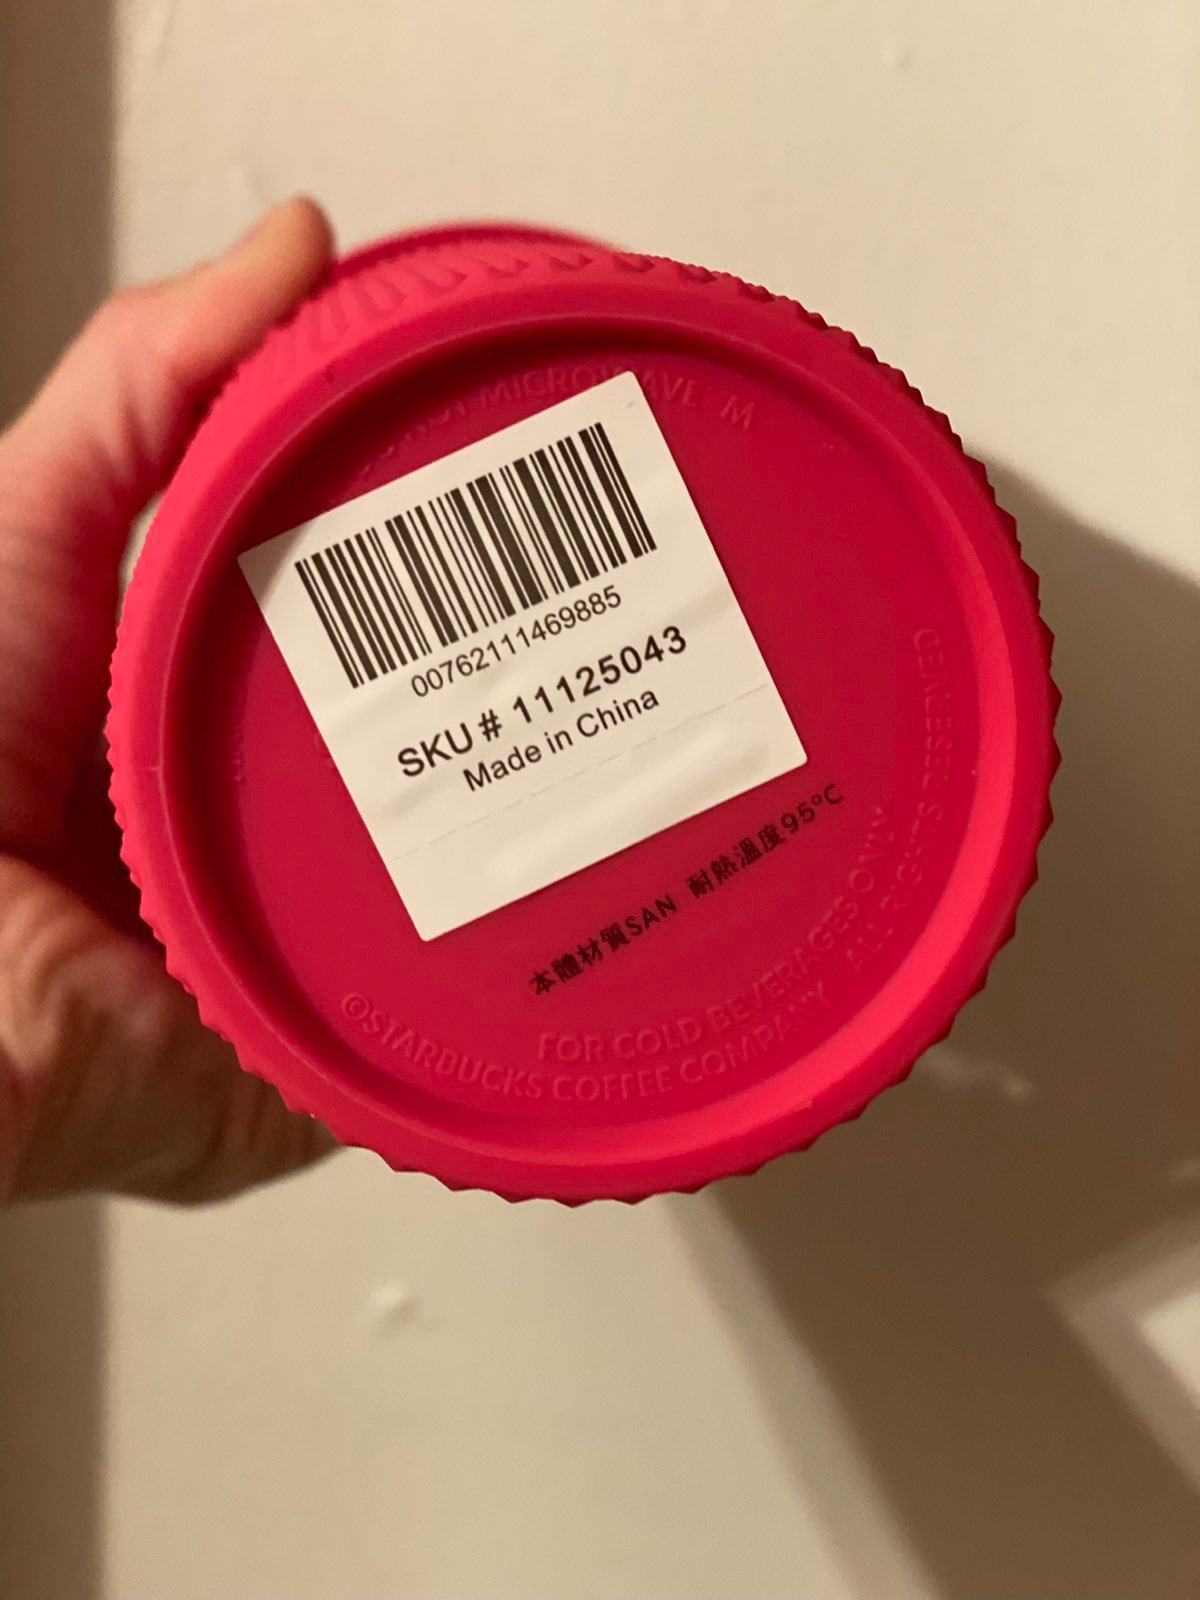 MICROWAVE M
00762111469885
SKU # 11125043
Made in China
本體材質SAN 耐熱溫度95°C
FOR COLD BEVERAGES ONLY
©STARBUCKS COFFEE COMPANY
ALL RIGHTS RESERVED